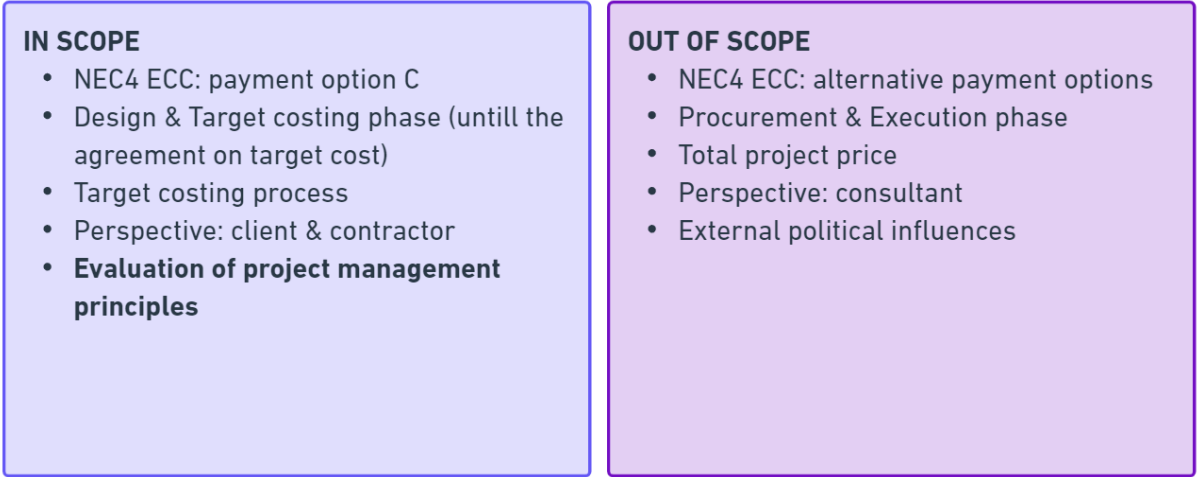 IN SCOPE
• NEC4 ECC: payment option C
• Design & Target costing phase (untill the
agreement on target cost)
• Target costing process
• Perspective: client & contractor
• Evaluation of project management
principles
OUT OF SCOPE
• NEC4 ECC: alternative payment options
• Procurement & Execution phase
• Total project price
• Perspective: consultant
• External political influences